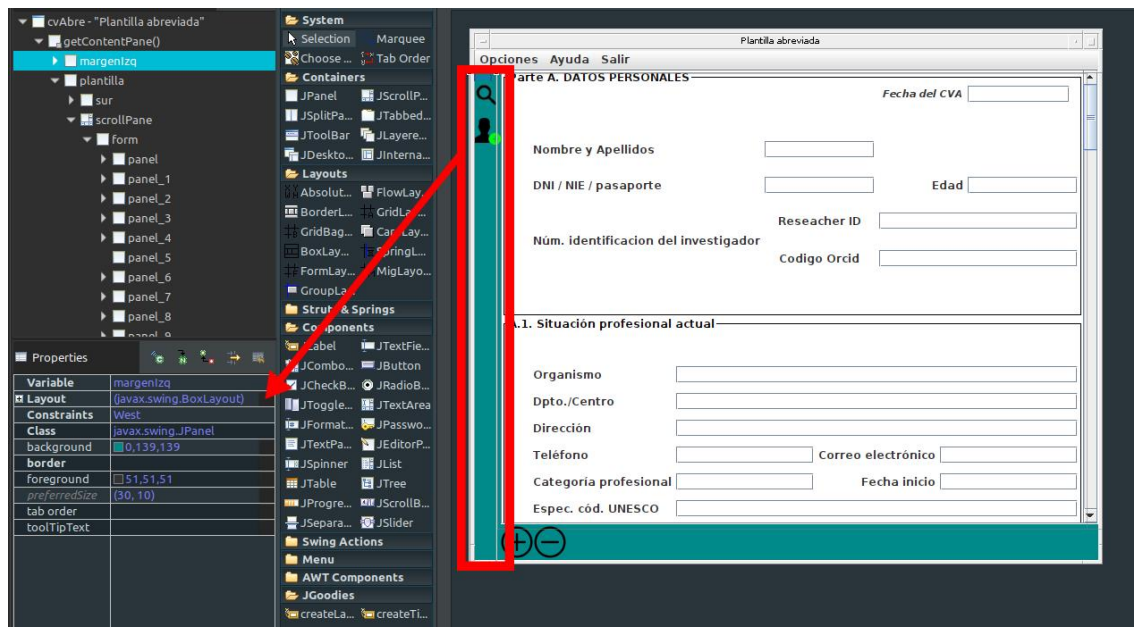 cvAbre - "Plantilla abreviada"
getContentPane()
margenIzq
plantilla
sur
scrollPane
form
panel
panel_1
panel_2
panel_3
panel_4
panel_5
panel_6
panel_7
panel_8
panel_9
Properties
Variable margenIzq
Layout (javax.swing.BoxLayout)
Constraints West
Class javax.swing.JPanel
background 0,139,139
border
foreground 51,51,51
preferredSize (30, 10)
tab order
toolTipText
System
Selection Marquee
Choose ... Tab Order
Containers
JPanel JScrollP...
JSplitPa... JTabbed...
JToolBar JLayere...
JDeskto... JInterna...
Layouts
Absolut... FlowLay...
BorderL... GridLa...
GridBag... CardLay...
BoxLay... SpringL...
FormLay... MigLayo...
GroupLa...
Struts & Springs
Components
JLabel JTextFie...
JCombo... JButton
JCheckB... JRadioB...
JToggle... JTextArea
JFormat... JPasswo...
JTextPa... JEditorP...
JSpinner JList
JTable JTree
JProgre... JScrollB...
JSepara... JSlider
Swing Actions
Menu
AWT Components
JGoodies
createLa... createTi...
Plantilla abreviada
Opciones Ayuda Salir
Parte A. DATOS PERSONALES
Fecha del CVA
Nombre y Apellidos
DNI / NIE / pasaporte Edad
Reseacher ID
Núm. identificacion del investigador
Codigo Orcid
A.1. Situación profesional actual
Organismo
Dpto./Centro
Dirección
Teléfono Correo electrónico
Categoría profesional Fecha inicio
Espec. cód. UNESCO